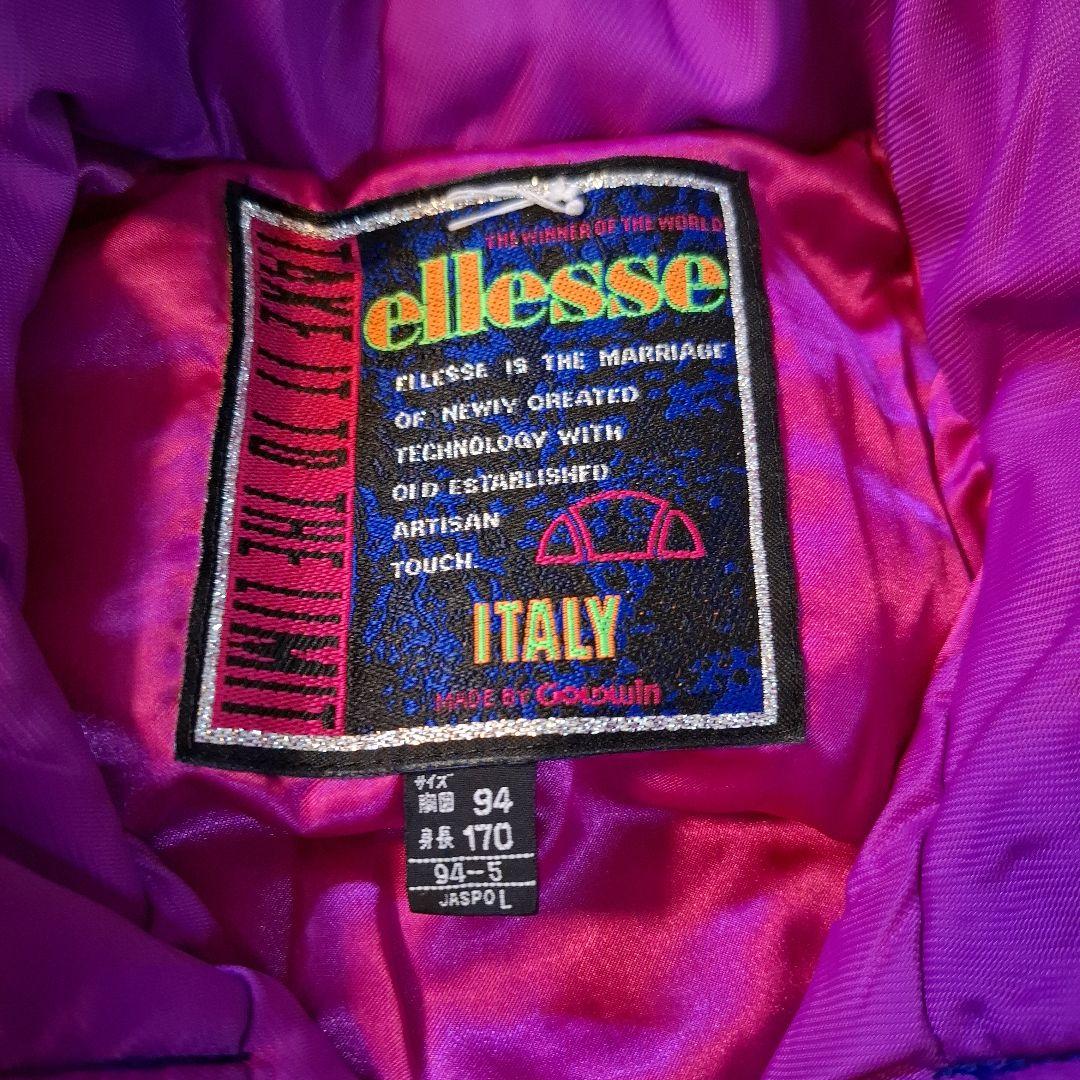 THE WINNER OF THE WORLD
ellesse
ELLESSE IS THE MARRIAGE
OF NEWLY CREATED
TECHNOLOGY WITH
OLD ESTABLISHED
ARTISAN
TOUCH.
ITALY
MADE BY GOLDWIN
TAKE IT TO THE LIMIT
サイズ
胸囲 94
身長 170
94-5
JASPO L